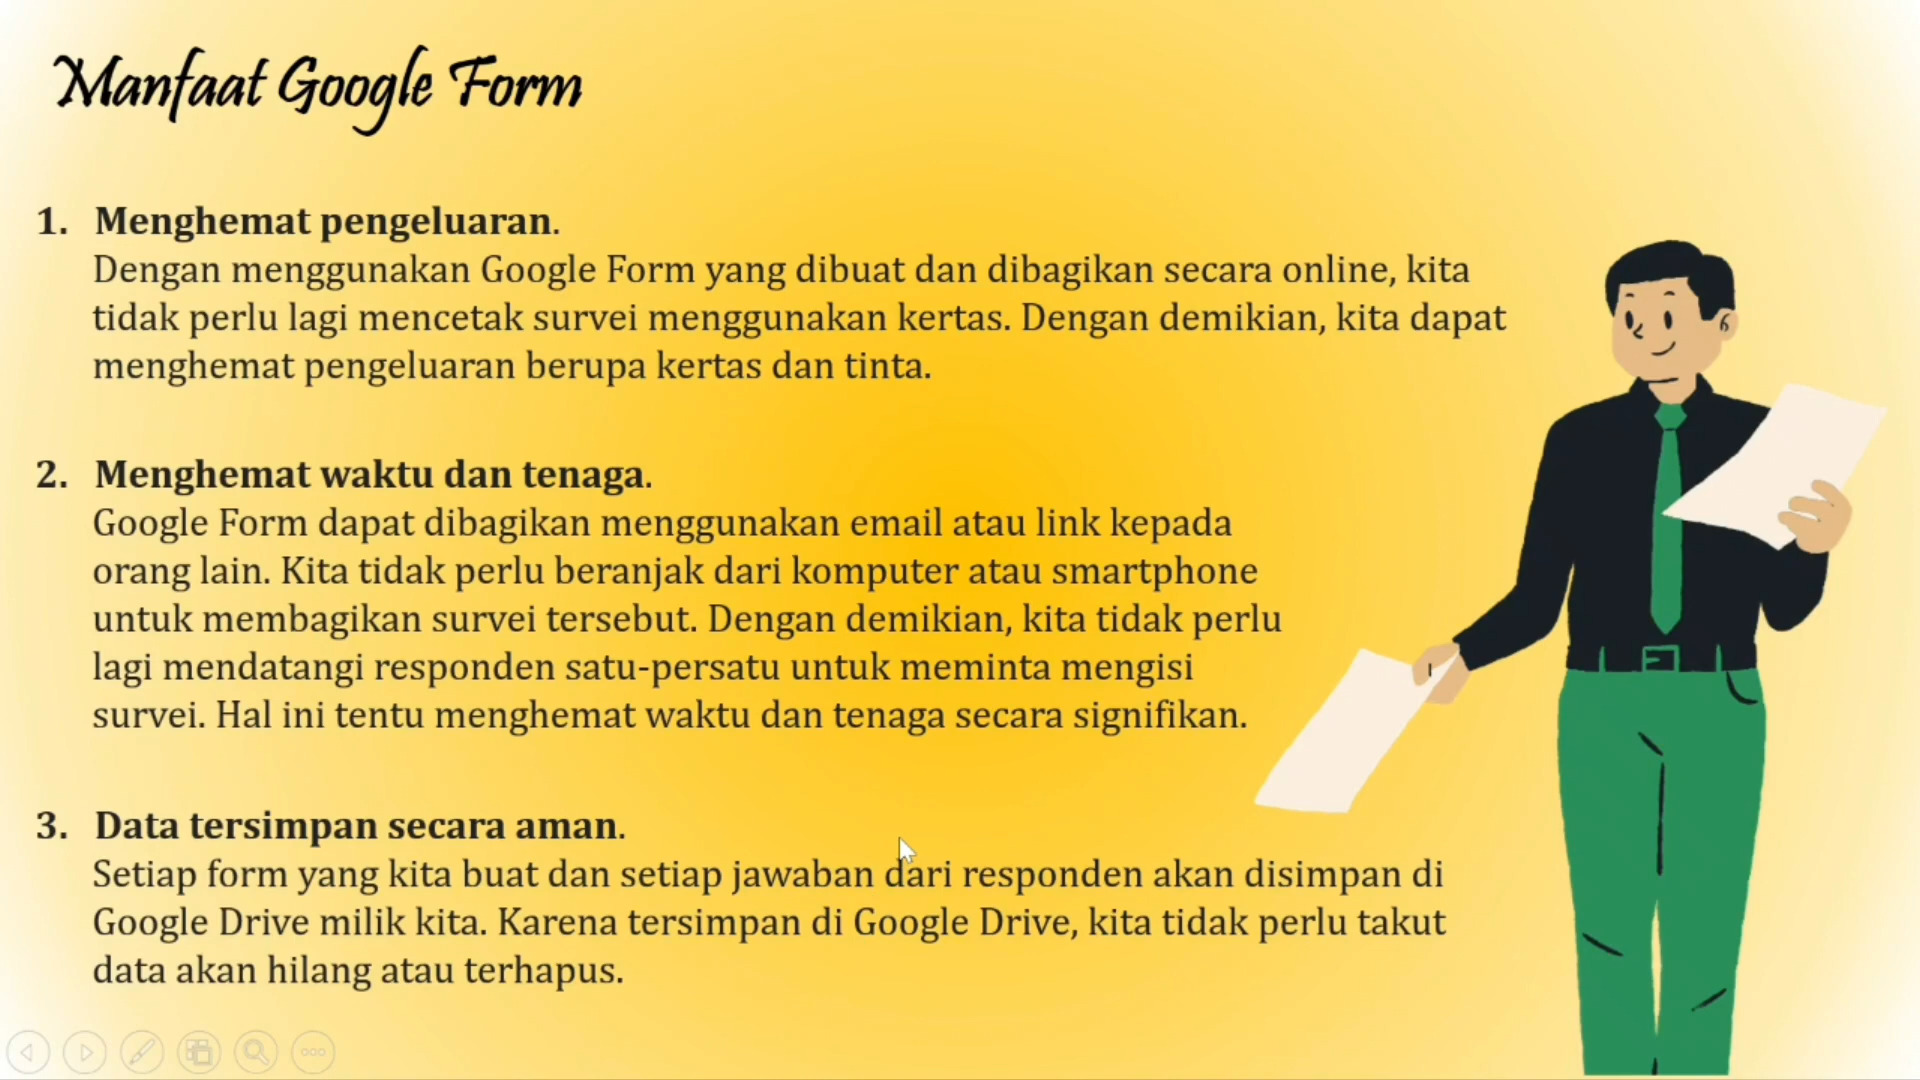 Manfaat Google Form
1. Menghemat pengeluaran.
Dengan menggunakan Google Form yang dibuat dan dibagikan secara online, kita
tidak perlu lagi mencetak survei menggunakan kertas. Dengan demikian, kita dapat
menghemat pengeluaran berupa kertas dan tinta.
2. Menghemat waktu dan tenaga.
Google Form dapat dibagikan menggunakan email atau link kepada
orang lain. Kita tidak perlu beranjak dari komputer atau smartphone
untuk membagikan survei tersebut. Dengan demikian, kita tidak perlu
lagi mendatangi responden satu-persatu untuk meminta mengisi
survei. Hal ini tentu menghemat waktu dan tenaga secara signifikan.
3. Data tersimpan secara aman.
Setiap form yang kita buat dan setiap jawaban dari responden akan disimpan di
Google Drive milik kita. Karena tersimpan di Google Drive, kita tidak perlu takut
data akan hilang atau terhapus.